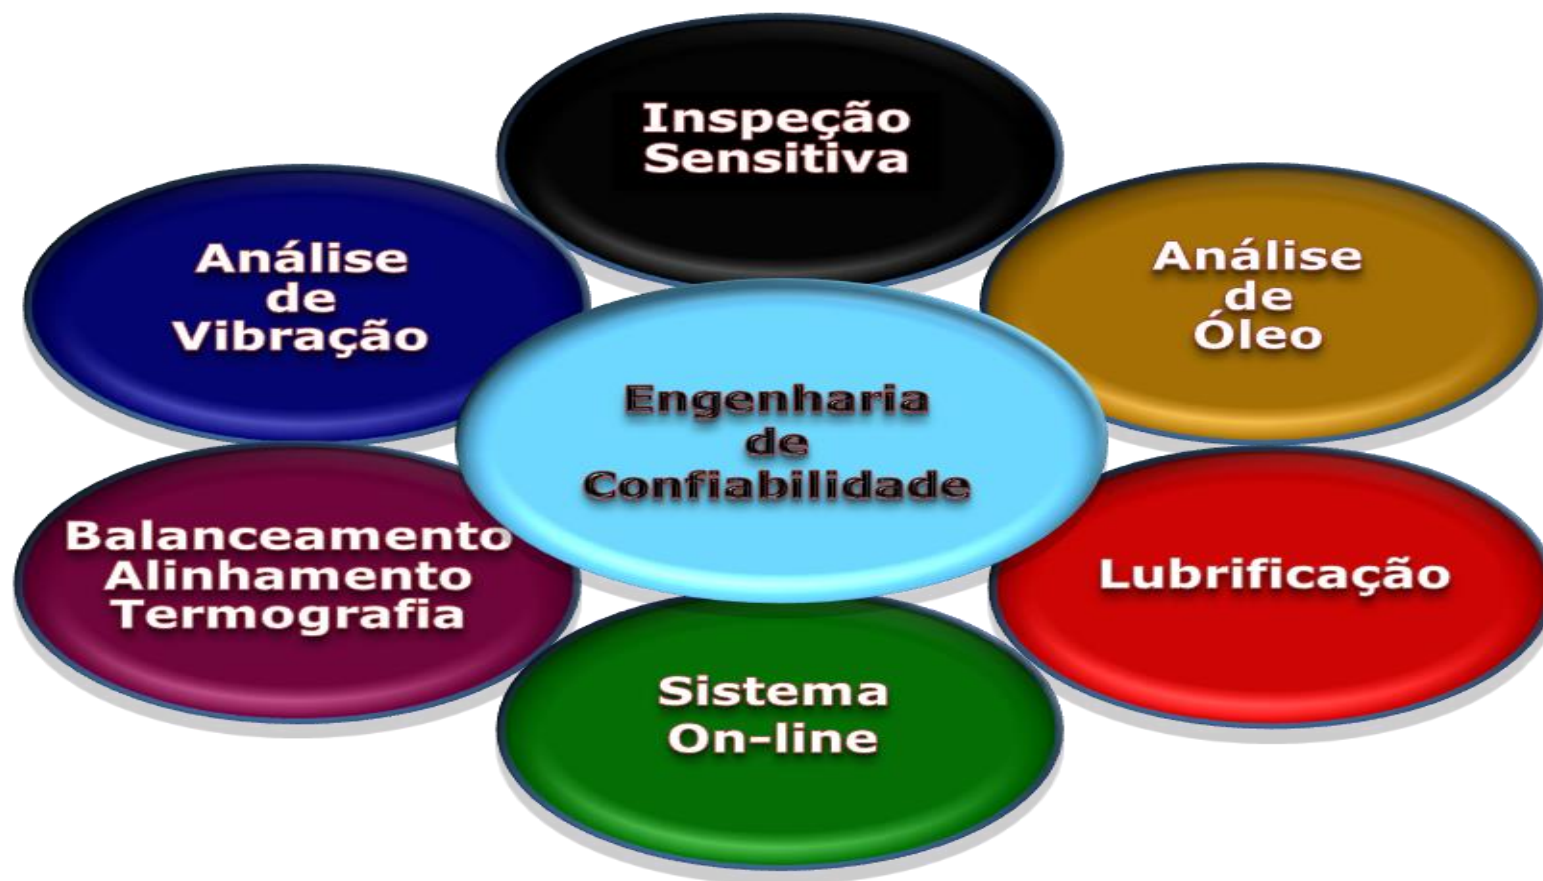 Inspeção
Sensitiva
Análise
de
Vibração
Análise
de
Óleo
Engenharia
de
Confiabilidade
Balanceamento
Alinhamento
Termografia
Lubrificação
Sistema
On-line